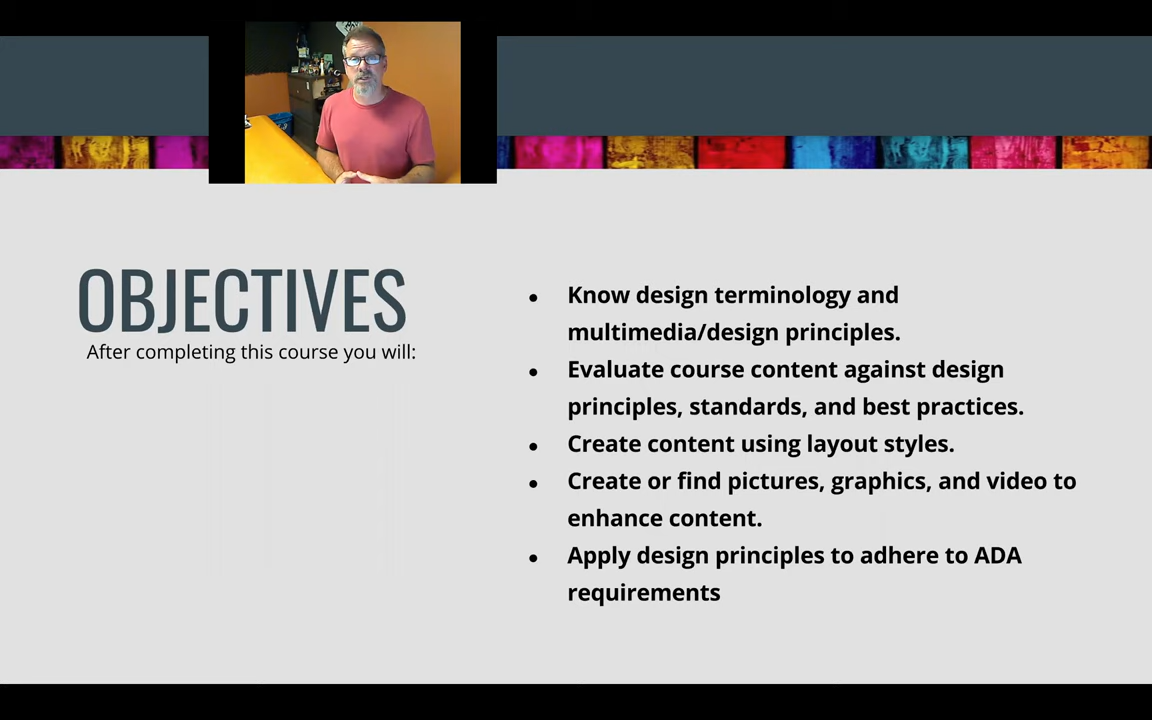 OBJECTIVES
After completing this course you will:
● Know design terminology and
multimedia/design principles.
● Evaluate course content against design
principles, standards, and best practices.
● Create content using layout styles.
● Create or find pictures, graphics, and video to
enhance content.
● Apply design principles to adhere to ADA
requirements